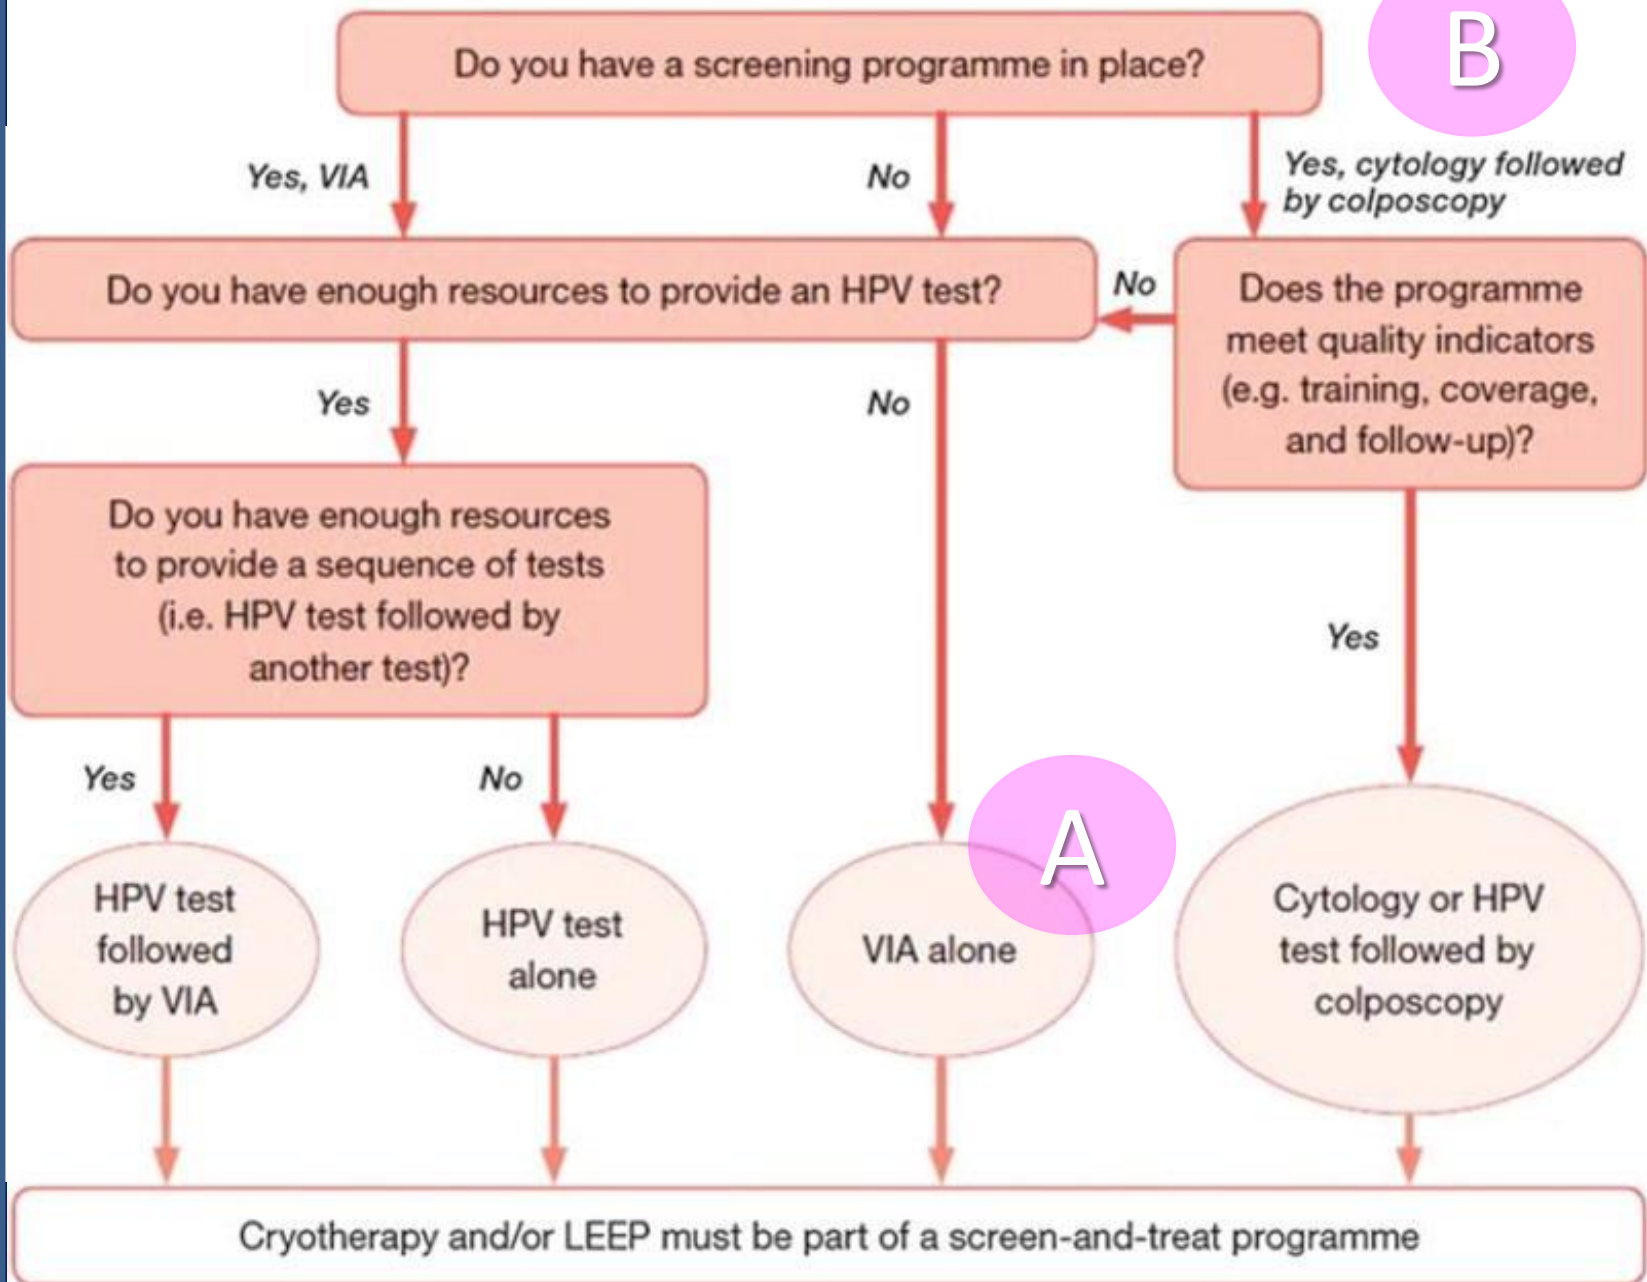 Do you have a screening programme in place?
B
Yes, VIA
No
Yes, cytology followed
by colposcopy
Do you have enough resources to provide an HPV test?
No
Does the programme
meet quality indicators
(e.g. training, coverage,
and follow-up)?
Yes
No
Do you have enough resources
to provide a sequence of tests
(i.e. HPV test followed by
another test)?
Yes
Yes
No
A
HPV test
followed
by VIA
HPV test
alone
VIA alone
Cytology or HPV
test followed by
colposcopy
Cryotherapy and/or LEEP must be part of a screen-and-treat programme